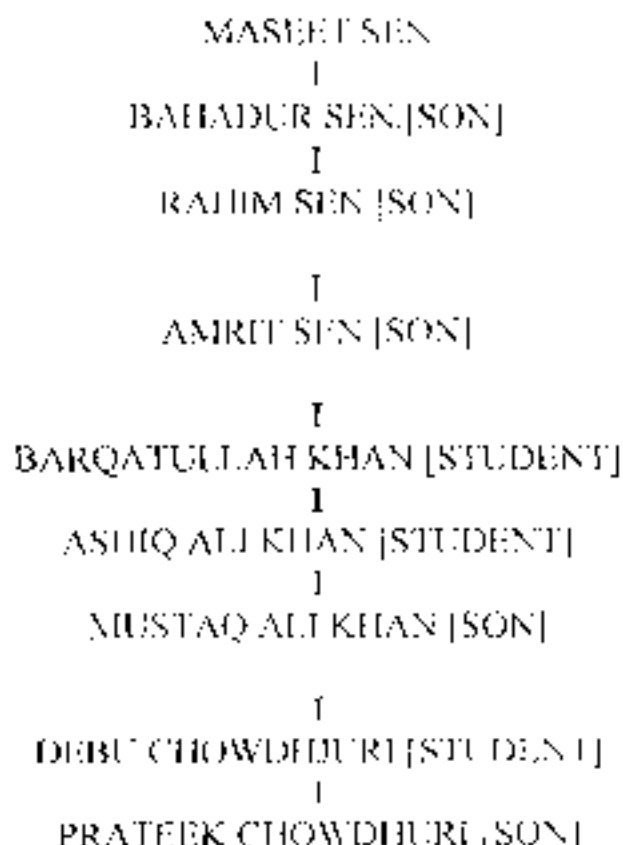 MASEET SEN
I
BAHADUR SEN.[SON]
I
RAHIM SEN [SON]
I
AMRIT SEN [SON]
I
BARQATULLAH KHAN [STUDENT]
I
ASHIQ ALI KHAN [STUDENT]
I
MUSTAQ ALI KHAN [SON]
I
DEBU CHOWDHURI [STUDENT]
I
PRATEEK CHOWDHURI [SON]